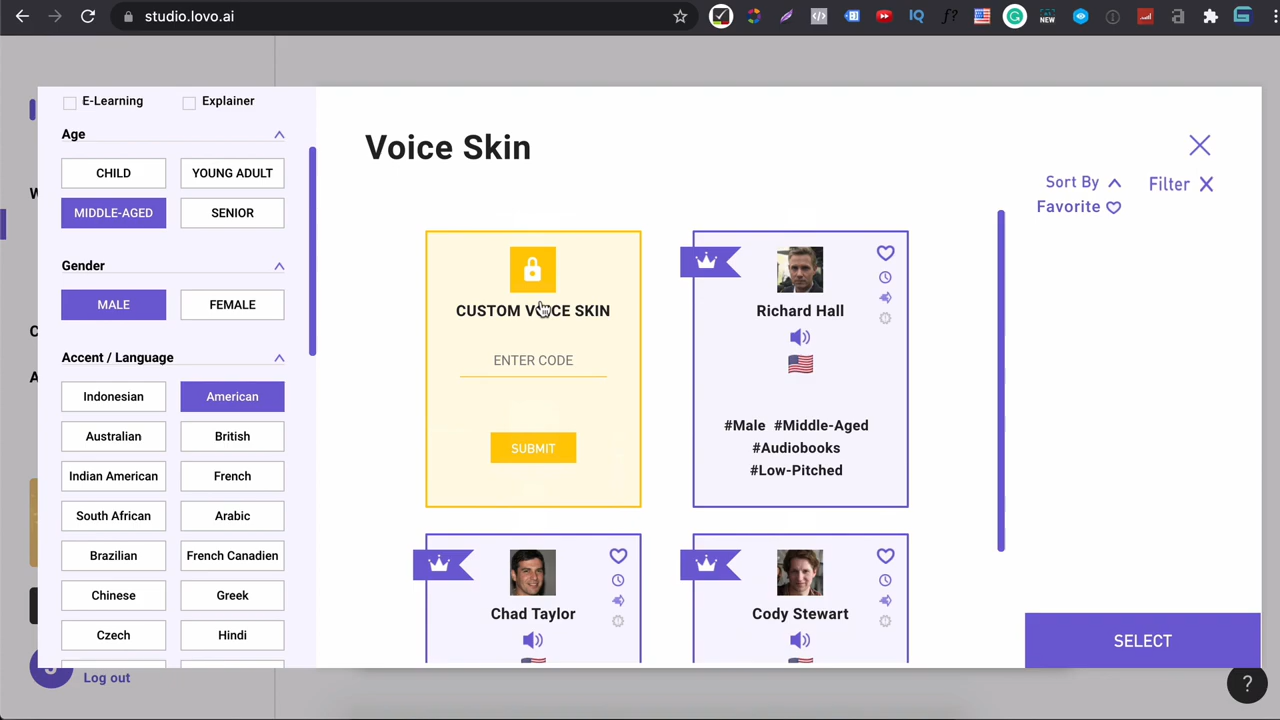 studio.lovo.ai
IQ
f?
NEW
E-Learning
Explainer
Age
CHILD
YOUNG ADULT
MIDDLE-AGED
SENIOR
Gender
MALE
FEMALE
Accent / Language
Indonesian
American
Australian
British
Indian American
French
South African
Arabic
Brazilian
French Canadien
Chinese
Greek
Czech
Hindi
Log out
Voice Skin
Sort By
Favorite
Filter
CUSTOM VOICE SKIN
ENTER CODE
SUBMIT
Richard Hall
#Male #Middle-Aged
#Audiobooks
#Low-Pitched
Chad Taylor
Cody Stewart
SELECT
?